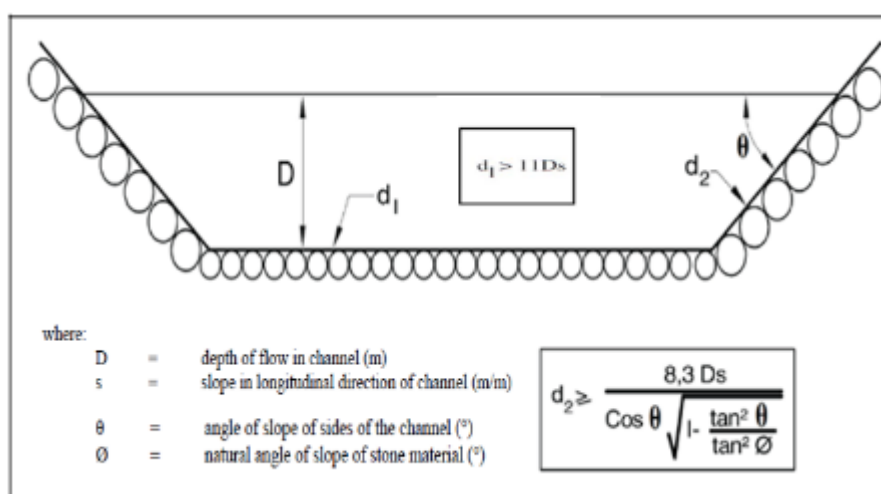 d₁ > 11Ds
D
d₁
d₂
θ
where:
D = depth of flow in channel (m)
s = slope in longitudinal direction of channel (m/m)
θ = angle of slope of sides of the channel (°)
Ø = natural angle of slope of stone material (°)
d₂ ≥ 8,3 Ds / Cos θ √ I- tan² θ / tan² Ø